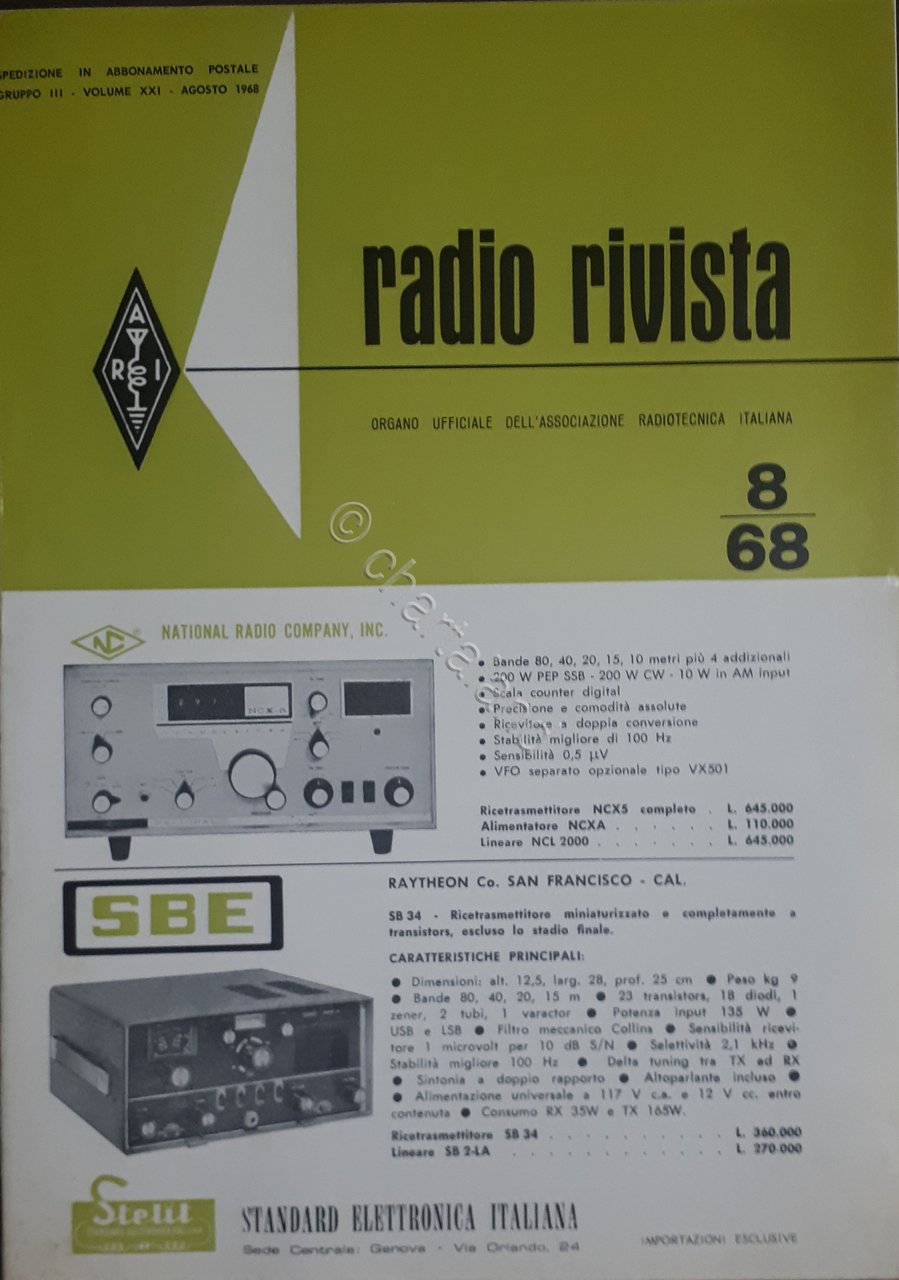 SPEDIZIONE IN ABBONAMENTO POSTALE
GRUPPO III - VOLUME XXI - AGOSTO 1968
radio rivista
A
R I
ORGANO UFFICIALE DELL'ASSOCIAZIONE RADIOTECNICA ITALIANA
8
68
© charta.it
NC ®
NATIONAL RADIO COMPANY, INC.
NCX-5
NATIONAL
• Bande 80, 40, 20, 15, 10 metri più 4 addizionali
• 200 W PEP SSB - 200 W CW - 10 W in AM input
• Scala counter digital
• Precisione e comodità assolute
• Ricevitore a doppia conversione
• Stabilità migliore di 100 Hz
• Sensibilità 0,5 µV
• VFO separato opzionale tipo VX501
Ricetrasmettitore NCX5 completo . L. 645.000
Alimentatore NCXA . . . . . . L. 110.000
Lineare NCL 2000 . . . . . . . L. 645.000
SBE
RAYTHEON Co. SAN FRANCISCO - CAL.
SB 34 - Ricetrasmettitore miniaturizzato e completamente a
transistors, escluso lo stadio finale.
CARATTERISTICHE PRINCIPALI:
● Dimensioni: alt. 12,5, larg. 28, prof. 25 cm ● Peso kg 9
● Bande 80, 40, 20, 15 m ● 23 transistors, 18 diodi, 1
zener, 2 tubi, 1 varactor ● Potenza input 135 W ●
USB e LSB ● Filtro meccanico Collins ● Sensibilità ricevi-
tore 1 microvolt per 10 dB S/N ● Selettività 2,1 kHz ●
Stabilità migliore 100 Hz ● Delta tuning tra TX ed RX
● Sintonia a doppio rapporto ● Altoparlante incluso ●
● Alimentazione universale a 117 V c.a. e 12 V cc. entro
contenuta ● Consumo RX 35W e TX 165W.
Ricetrasmettitore SB 34 . . . . . . . . . . L. 360.000
Lineare SB 2-LA . . . . . . . . . . . . L. 270.000
Stelit
STANDARD ELETTRONICA ITALIANA
Sede Centrale: Genova - Via Orlando, 24
IMPORTAZIONI ESCLUSIVE